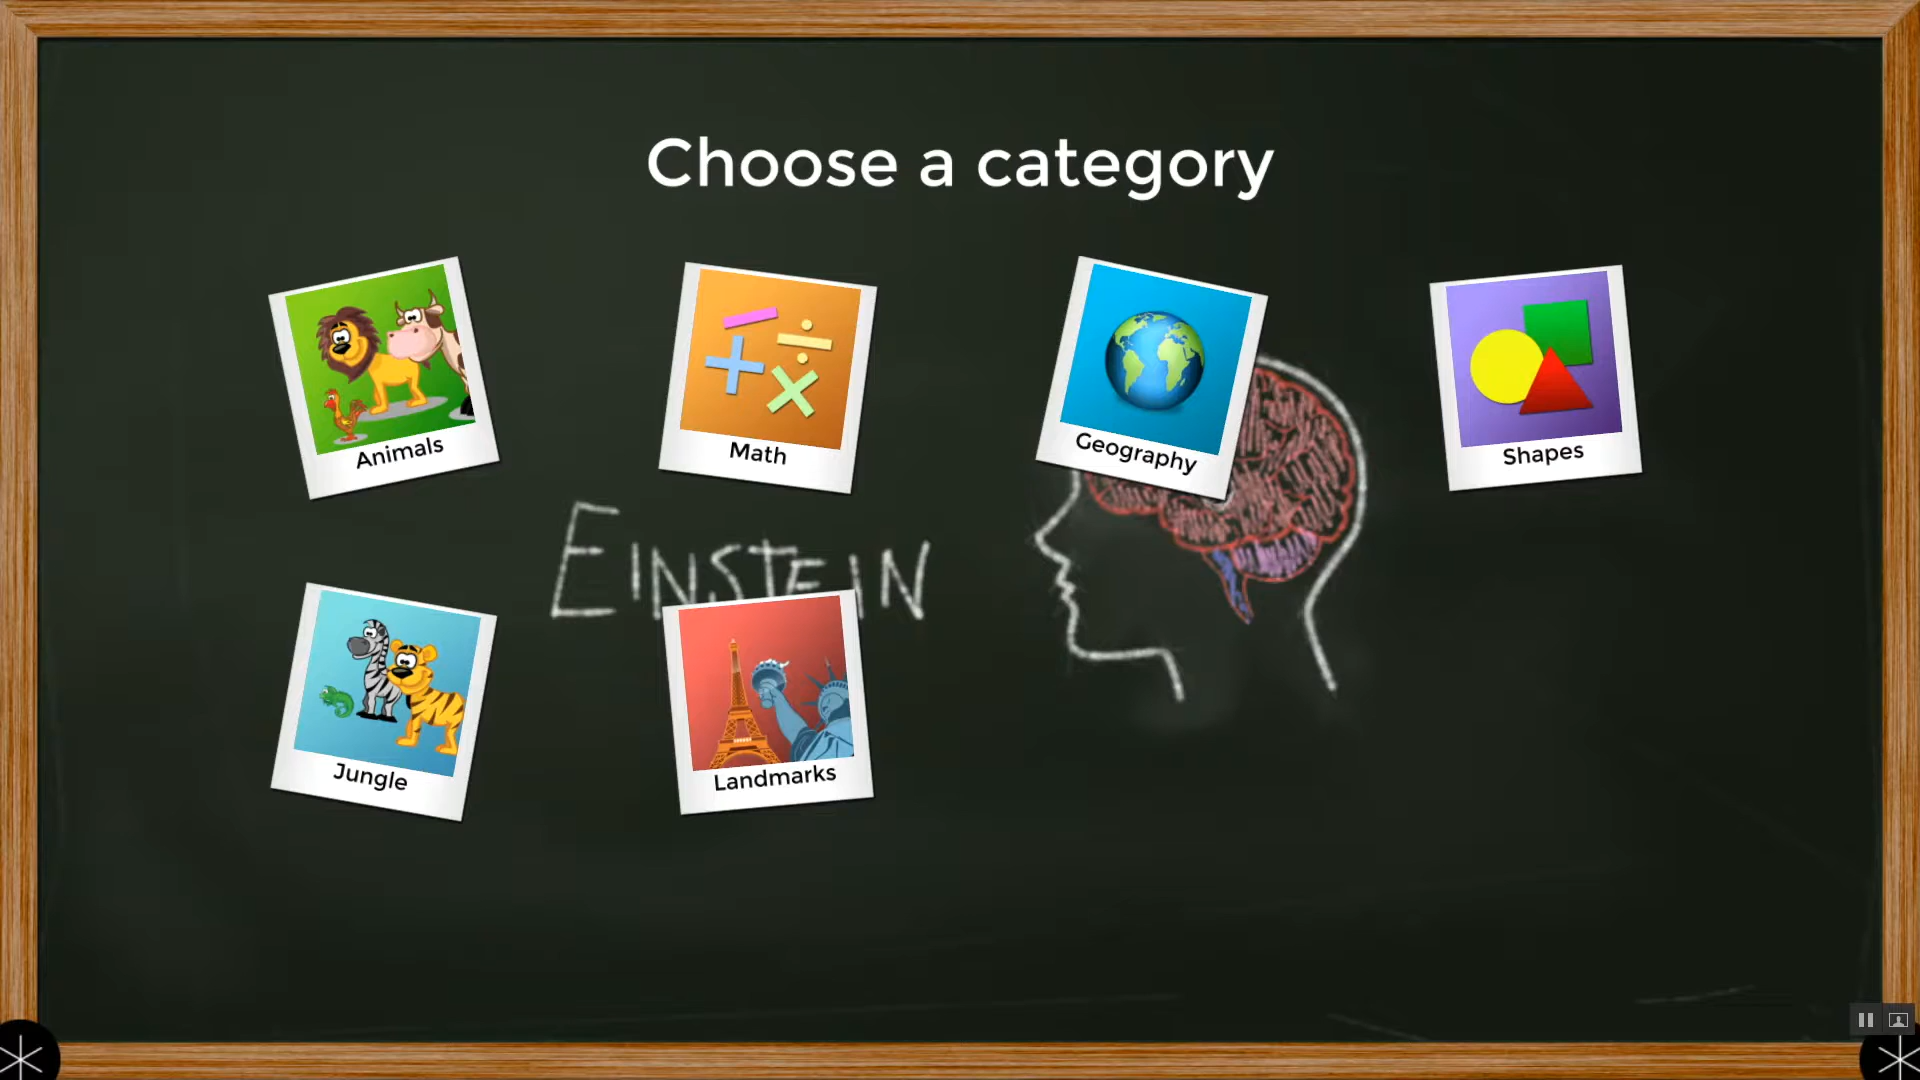 Choose a category
Animals
Math
Geography
Shapes
EINSTEIN
Jungle
Landmarks